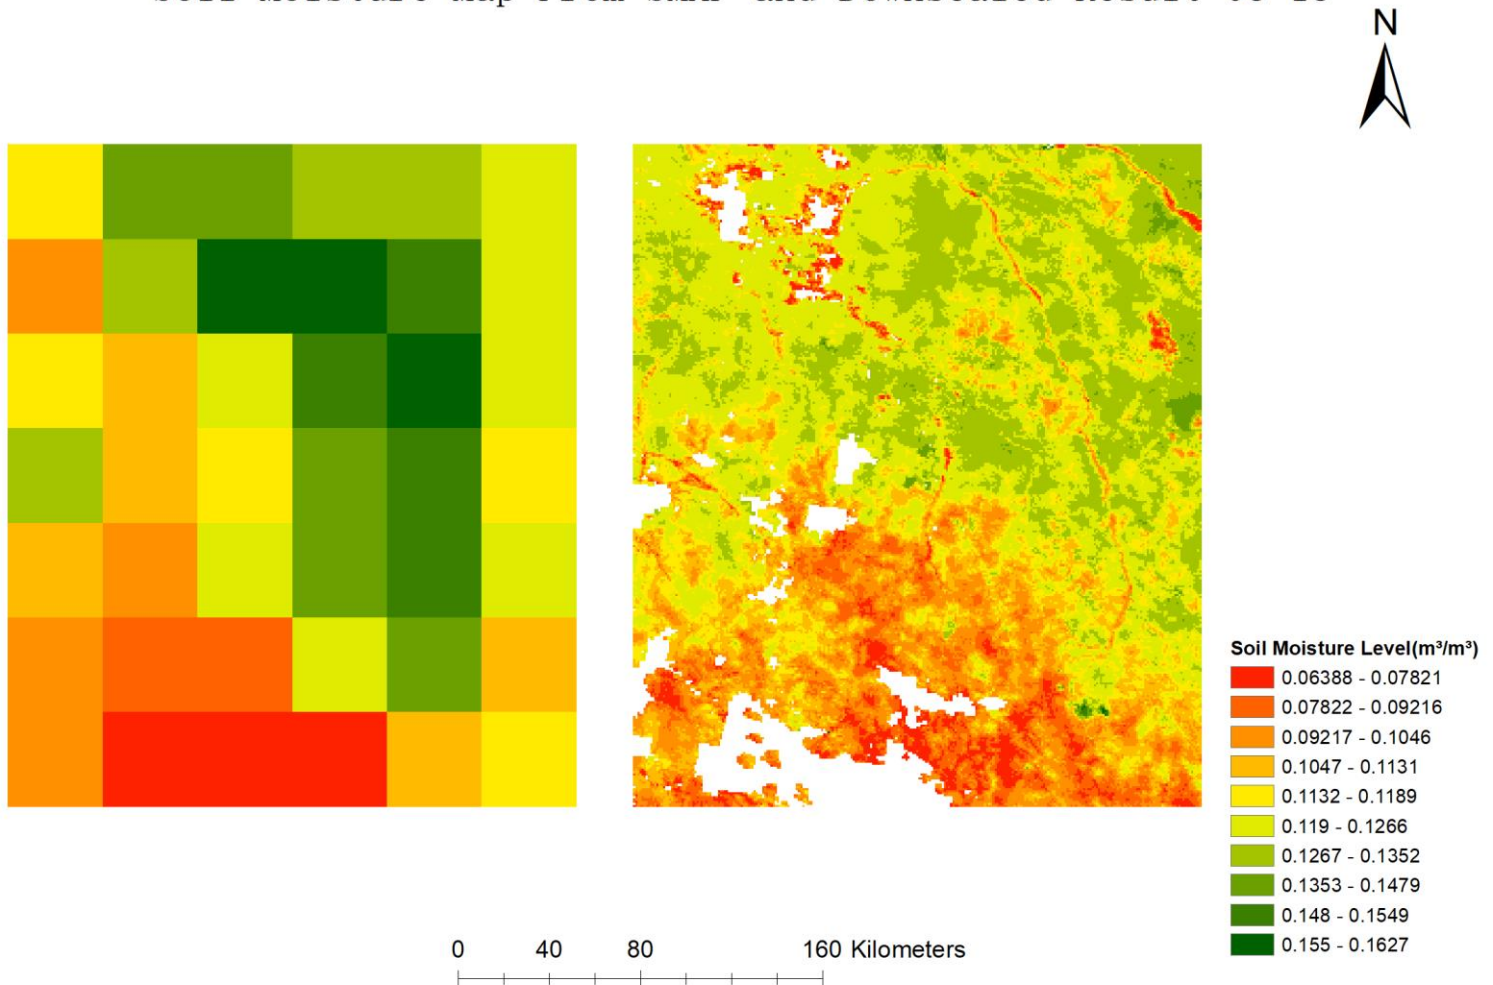 N
Soil Moisture Level(m³/m³)
0.06388 - 0.07821
0.07822 - 0.09216
0.09217 - 0.1046
0.1047 - 0.1131
0.1132 - 0.1189
0.119 - 0.1266
0.1267 - 0.1352
0.1353 - 0.1479
0.148 - 0.1549
0.155 - 0.1627
0 40 80 160 Kilometers